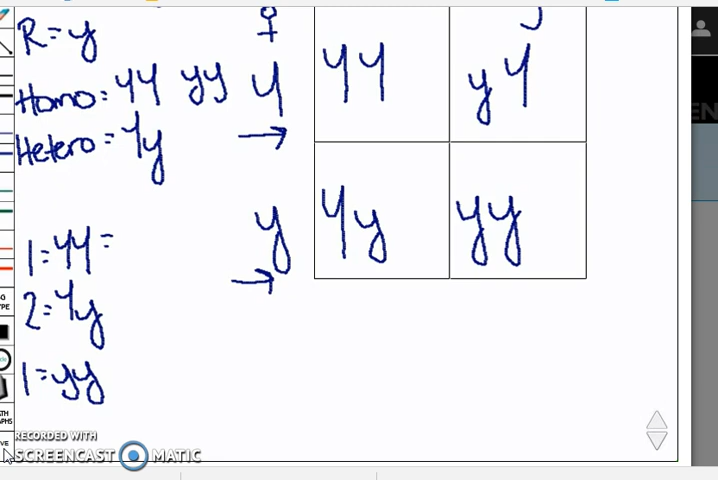 R = y
♀
Homo = YY yy
Y
YY
yY
Hetero = Yy
y
Yy
yy
1 = YY =
2 = Yy
1 = yy
RECORDED WITH
SCREENCAST MATIC
EN